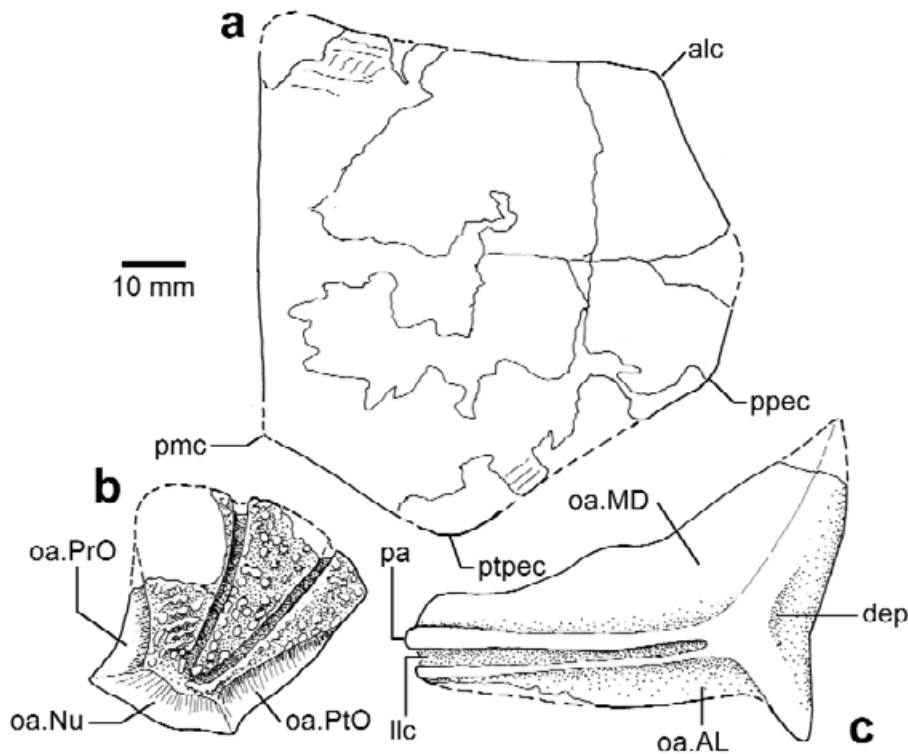 a
alc
10 mm
ppec
pmc
b
oa.MD
oa.PrO
pa
ptpec
dep
oa.Nu
oa.PtO
llc
oa.AL
c